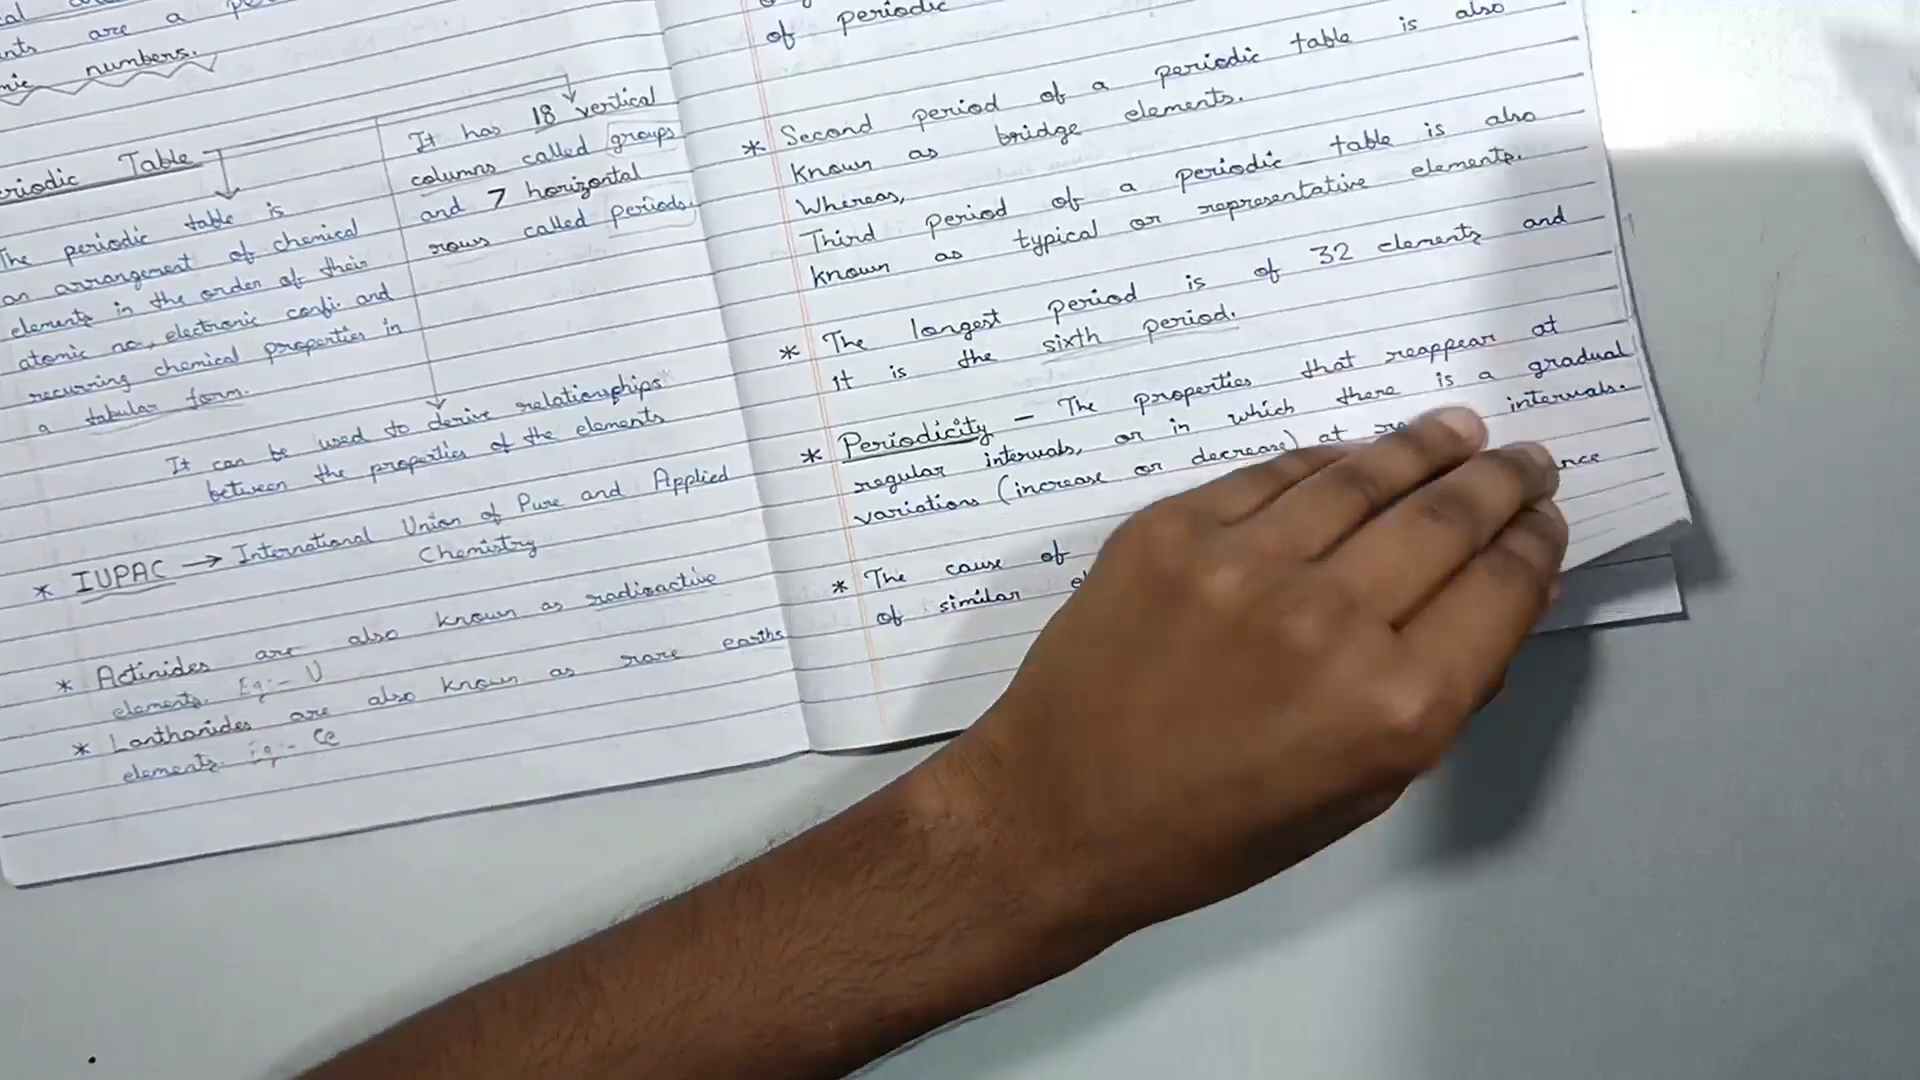 nts are a
numbers.
Periodic Table
The periodic table is
an arrangement of chemical
elements in the order of their
atomic no, electronic confi. and
recurring chemical properties in
a tabular form.
It has 18 vertical
columns called groups
and 7 horizontal
rows called periods.
It can be used to derive relationships
between the properties of the elements
* IUPAC → International Union of Pure and Applied
Chemistry
* Actinides are also known as radioactive
elements. Eg:- U
* Lanthanides are also known as rare earths
elements. Eg:- Ce
of periodic
* Second period of a periodic table is also
known as bridge elements.
Whereas,
Third period of a periodic table is also
known as typical or representative elements.
* The longest period is of 32 elements and
it is the sixth period.
* Periodicity - The properties that reappear at
regular intervals, or in which there is a gradual
variations (increase or decrease) at re intervals.
* The cause of nce
of similar el